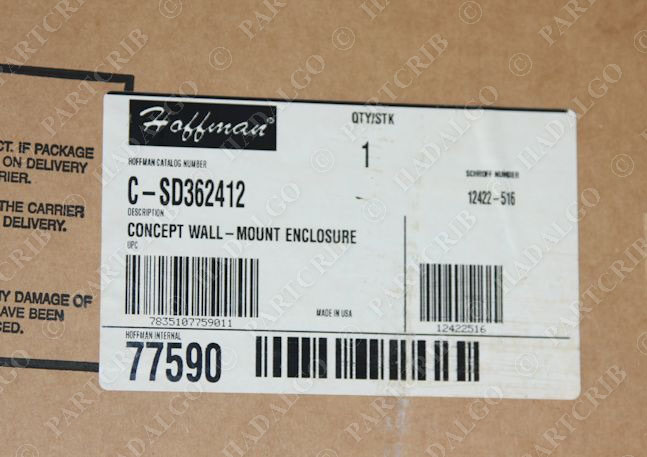 CT. IF PACKAGE
ON DELIVERY
RIER.
THE CARRIER
DELIVERY.
NY DAMAGE OF
AVE BEEN
CED.
Hoffman®
QTY/STK
1
HOFFMAN CATALOG NUMBER
C-SD362412
SCHROFF NUMBER
12422-516
DESCRIPTION
CONCEPT WALL-MOUNT ENCLOSURE
UPC
7835107759011
MADE IN USA
12422516
HOFFMAN INTERNAL
77590
© PARTCRIB
© HADALGO